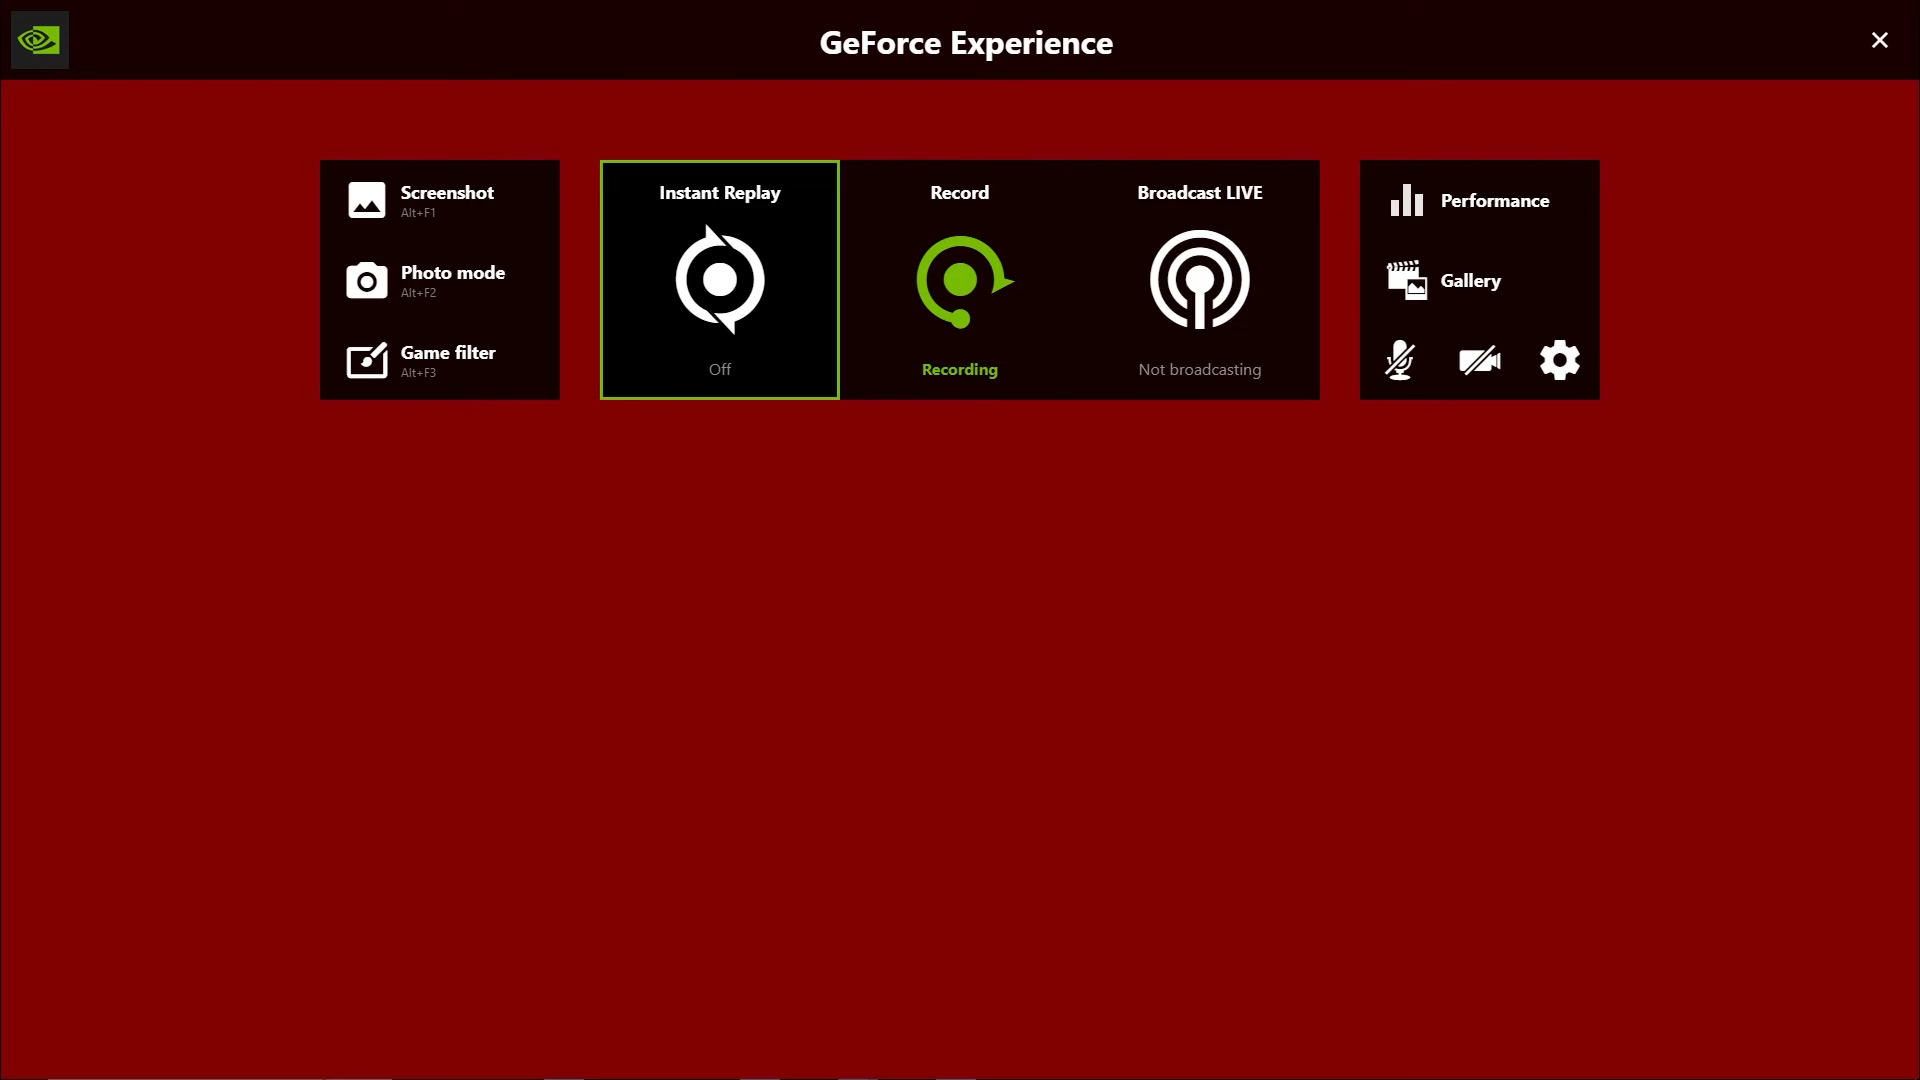 GeForce Experience
Screenshot
Alt+F1
Photo mode
Alt+F2
Game filter
Alt+F3
Instant Replay
Off
Record
Recording
Broadcast LIVE
Not broadcasting
Performance
Gallery